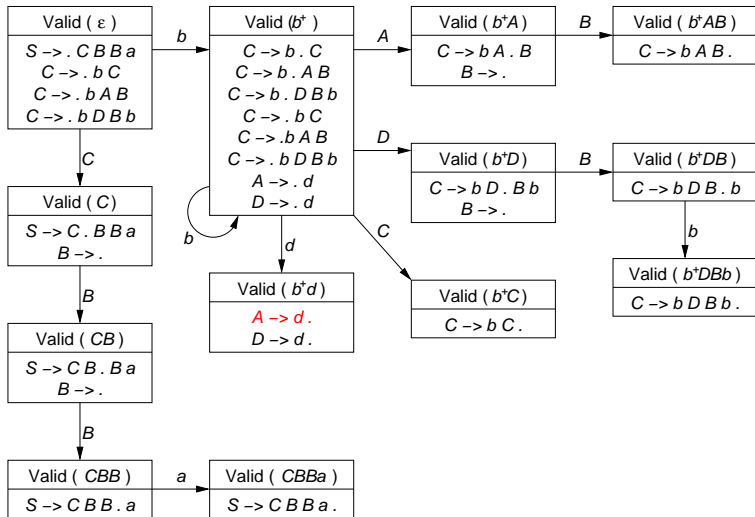 Valid ( ε )
S –> . C B B a
C –> . b C
C –> . b A B
C –> . b D B b
b
Valid (b⁺)
C –> b . C
C –> b . A B
C –> b . D B b
C –> . b C
C –> .b A B
C –> . b D B b
A –> . d
D –> . d
b
A
Valid (b⁺A)
C –> b A . B
B –> .
B
Valid (b⁺AB)
C –> b A B .
D
Valid (b⁺D)
C –> b D . B b
B –> .
B
Valid (b⁺DB)
C –> b D B . b
b
Valid (b⁺DBb)
C –> b D B b .
C
Valid (b⁺C)
C –> b C .
d
Valid (b⁺d)
A –> d .
D –> d .
C
Valid ( C )
S –> C . B B a
B –> .
B
Valid ( CB )
S –> C B . B a
B –> .
B
Valid ( CBB )
S –> C B B . a
a
Valid ( CBBa )
S –> C B B a .